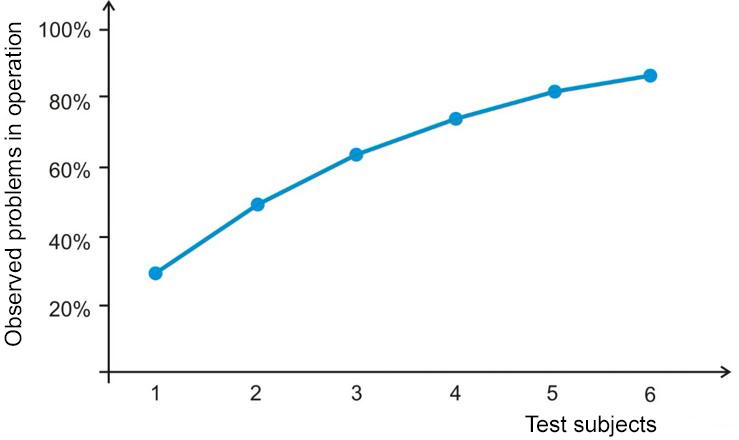 Observed problems in operation
100%
80%
60%
40%
20%
1 2 3 4 5 6
Test subjects